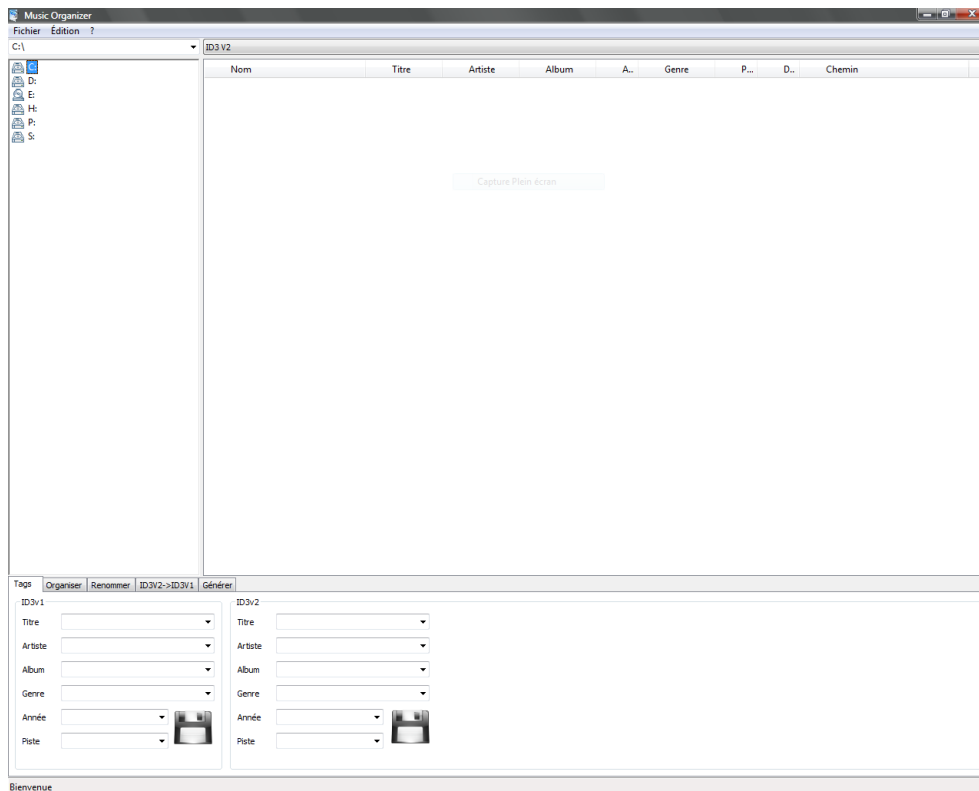 Music Organizer
Fichier Édition ?
C:\ ID3 V2
C: Nom Titre Artiste Album A.. Genre P... D.. Chemin
D:
E:
H:
P:
S:
Capture Plein écran
Tags Organiser Renommer ID3V2->ID3V1 Générer
ID3v1 ID3v2
Titre Titre
Artiste Artiste
Album Album
Genre Genre
Année Année
Piste Piste
Bienvenue